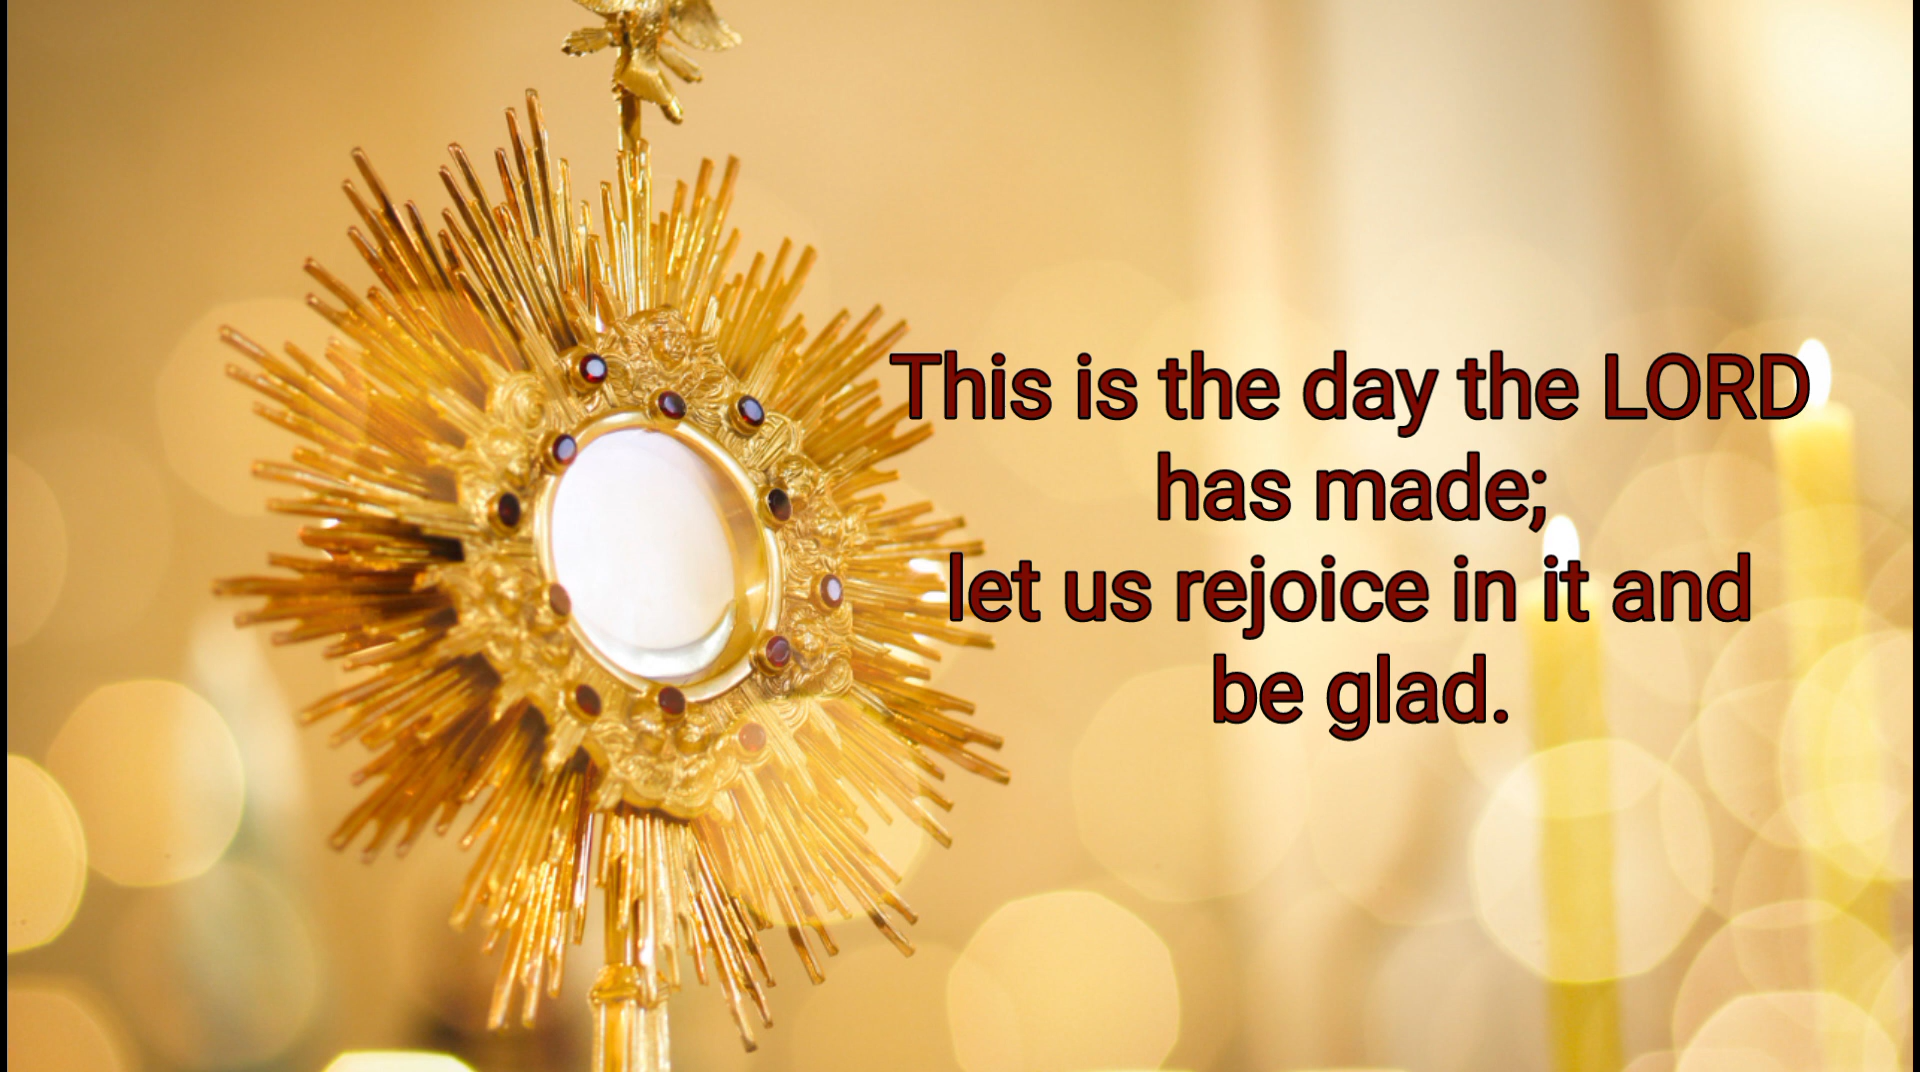 This is the day the LORD
has made;
let us rejoice in it and
be glad.